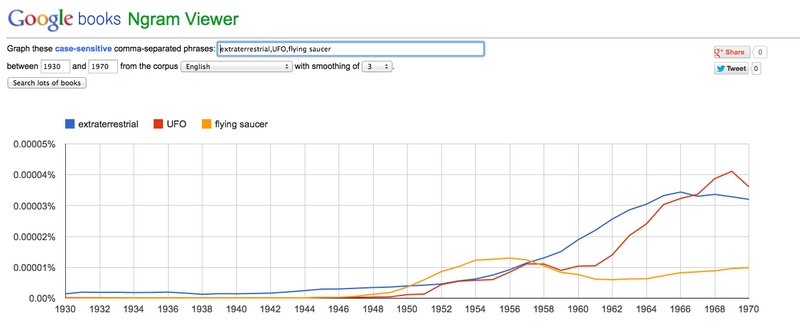 Google books Ngram Viewer
Graph these case-sensitive comma-separated phrases: extraterrestrial,UFO,flying saucer
between 1930 and 1970 from the corpus English with smoothing of 3 .
Share 0
Tweet 0
Search lots of books
extraterrestrial UFO flying saucer
0.00005%
0.00004%
0.00003%
0.00002%
0.00001%
0.00%
1930 1932 1934 1936 1938 1940 1942 1944 1946 1948 1950 1952 1954 1956 1958 1960 1962 1964 1966 1968 1970